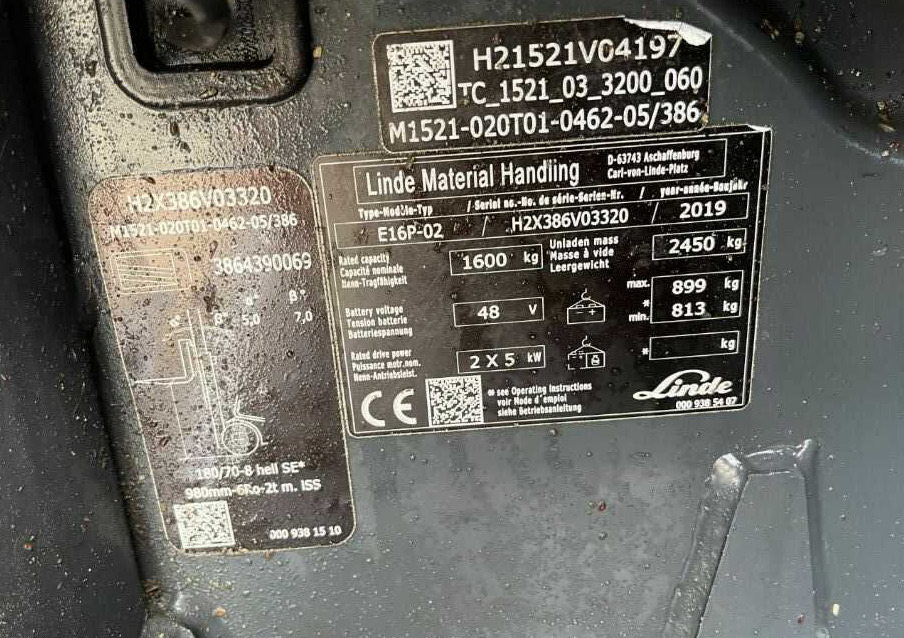 H21521V04197
TC_1521_03_3200_060
M1521-020T01-0462-05/386
Linde Material Handling
D-63743 Aschaffenburg
Carl-von-Linde-Platz
Type-Modèle-Typ / Serial no.-No. de série-Serien-Nr. / year-année-Baujahr
E16P-02 / H2X386V03320 / 2019
Rated capacity
Capacité nominale
Nenn-Tragfähigkeit
1600 kg
Unladen mass
Masse à vide
Leergewicht
2450 kg
Battery voltage
Tension batterie
Batteriespannung
48 V
- +
max. 899 kg
*
min. 813 kg
Rated drive power
Puissance motr.nom.
Nenn-Antriebsleist.
2 X 5 kW
L
* kg
CE
* see Operating Instructions
voir Mode d'emploi
siehe Betriebsanleitung
Linde
000 938 54 07
H2X386V03320
M1521-020T01-0462-05/386
3864390069
α° β°
α° β° 5,0 7,0
180/70-8 hell SE*
980mm-6Ko-2t m. ISS
000 938 15 10